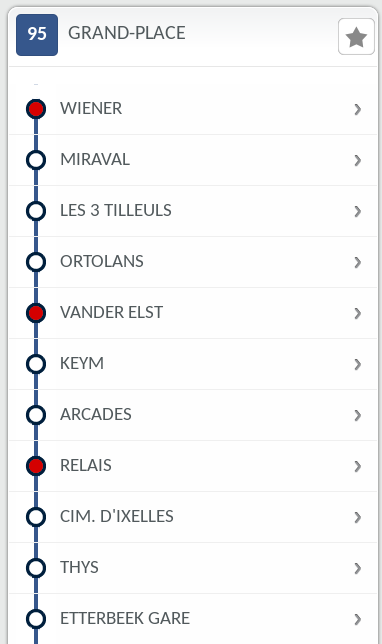 95 GRAND-PLACE
WIENER
MIRAVAL
LES 3 TILLEULS
ORTOLANS
VANDER ELST
KEYM
ARCADES
RELAIS
CIM. D'IXELLES
THYS
ETTERBEEK GARE